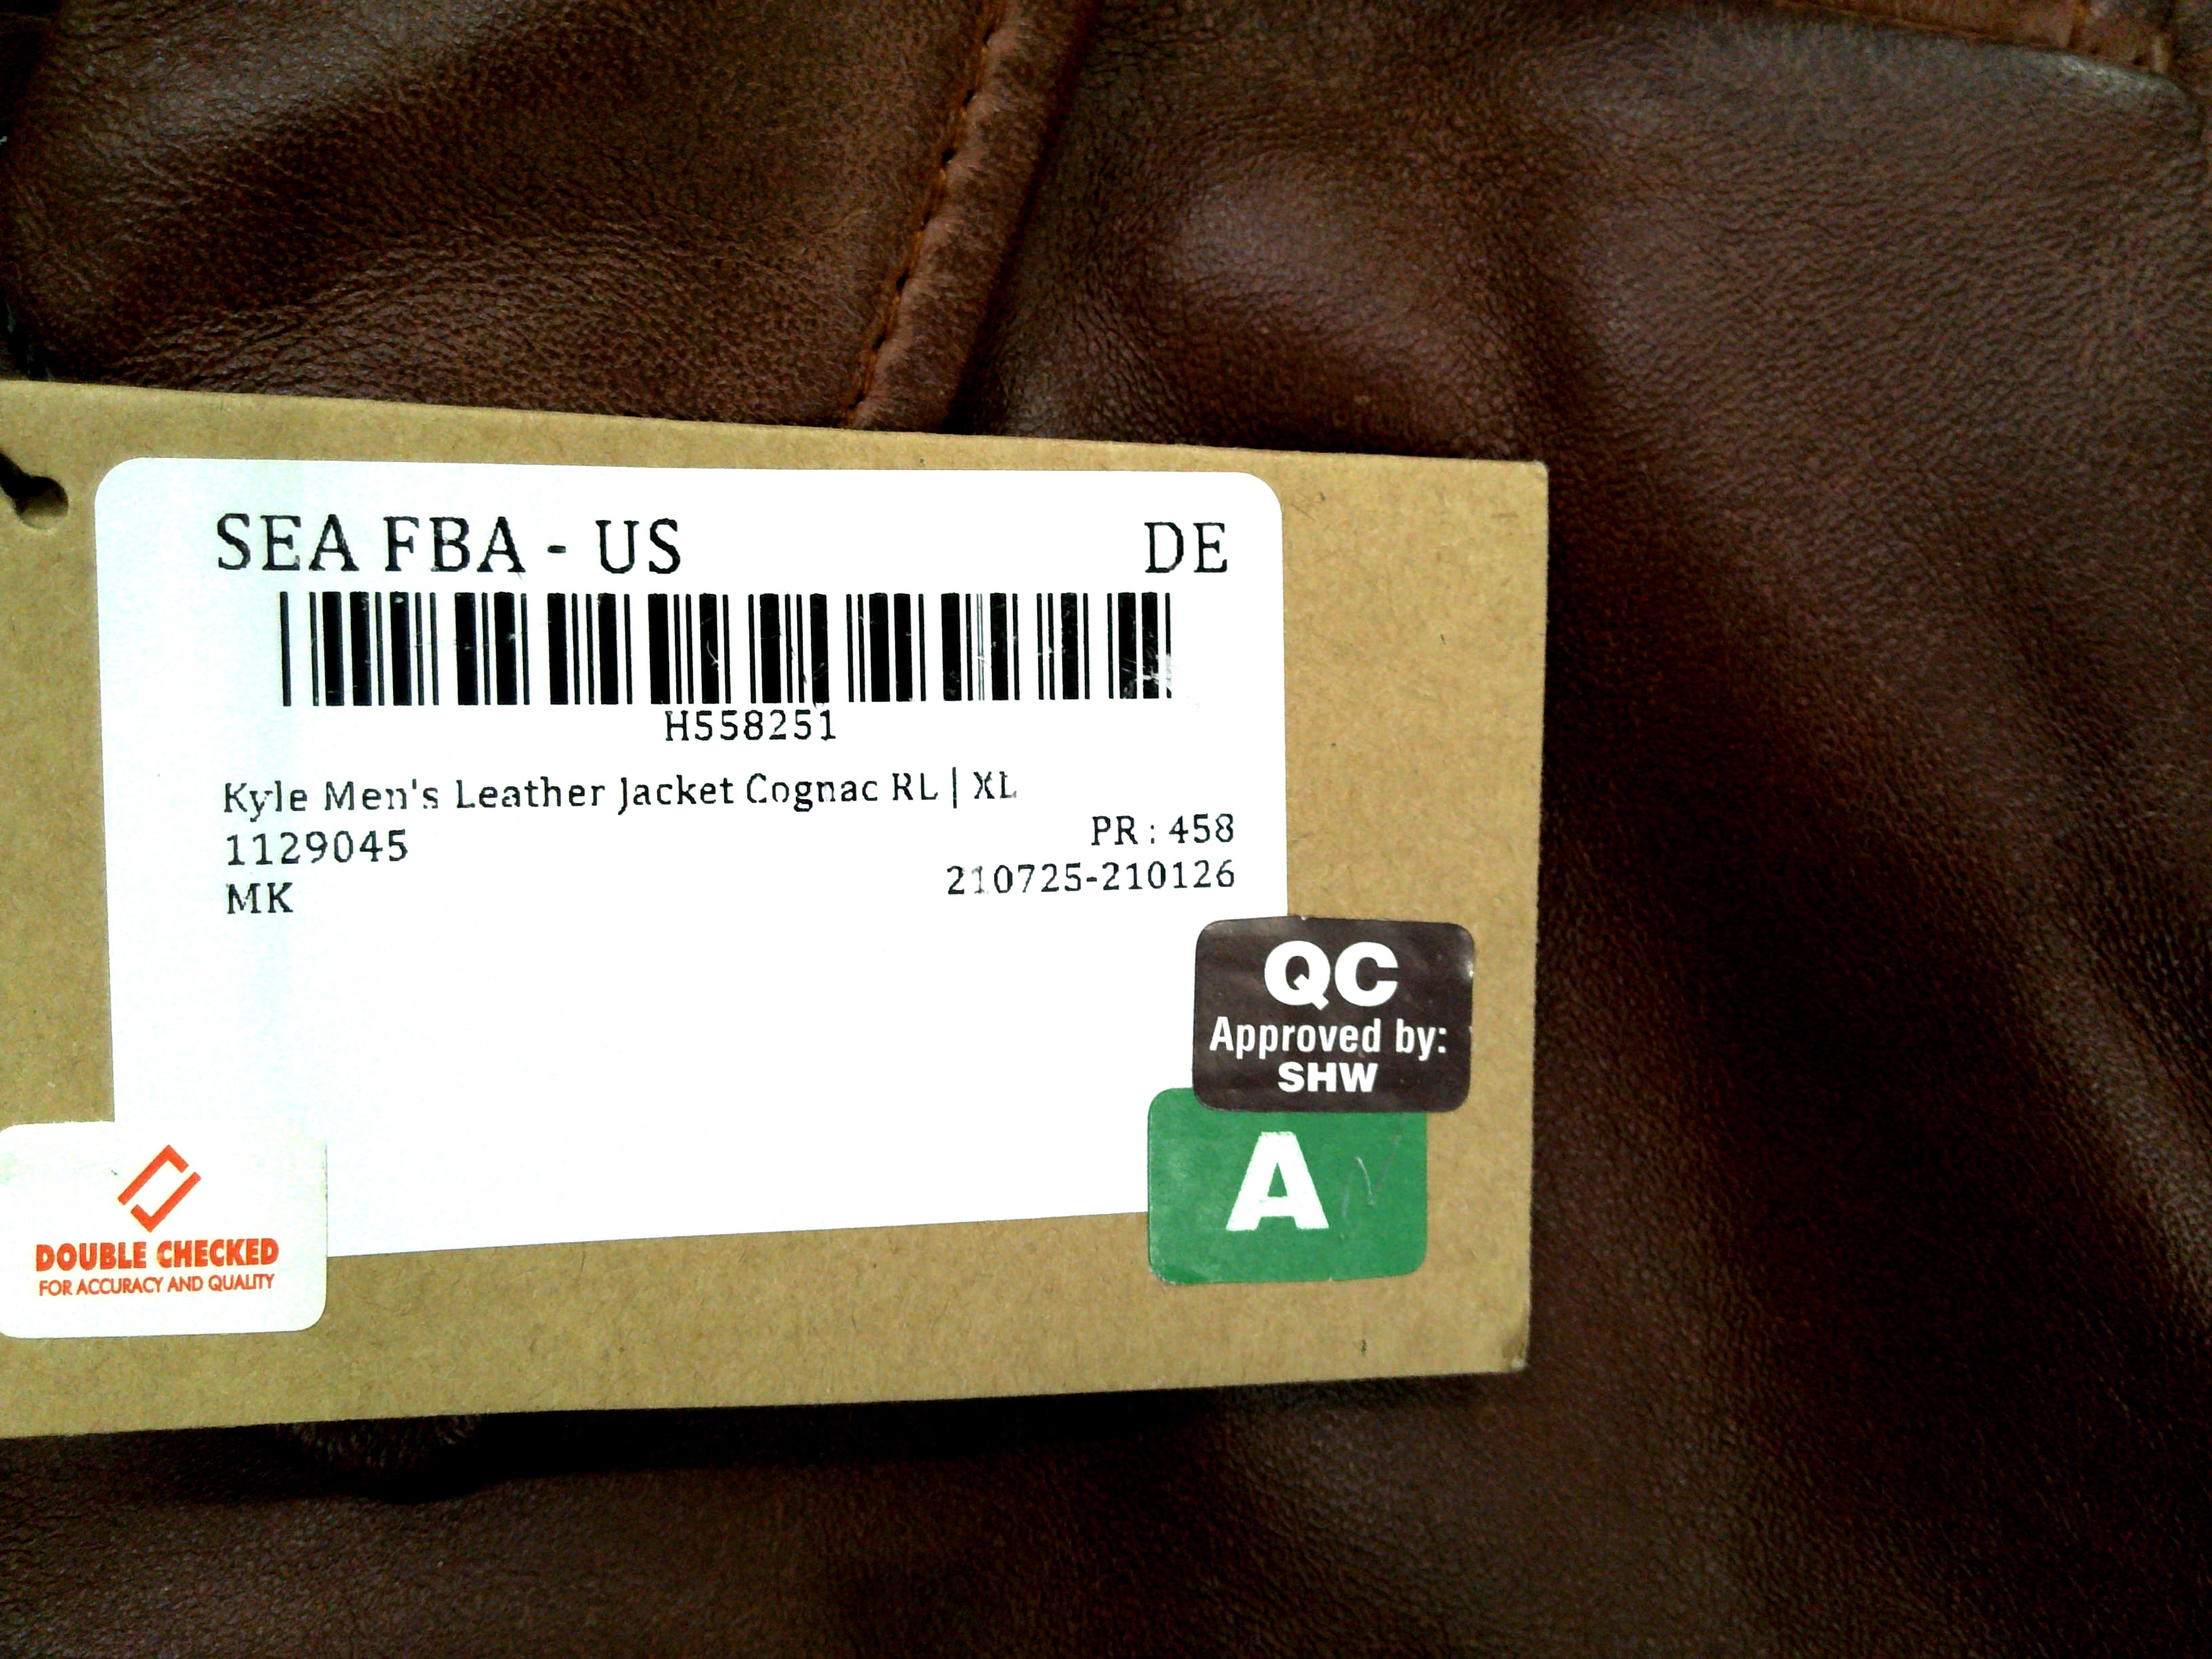 SEA FBA - US DE
H558251
Kyle Men's Leather Jacket Cognac RL | XL
1129045 PR : 458
MK 210725-210126
QC
Approved by:
SHW
A
DOUBLE CHECKED
FOR ACCURACY AND QUALITY